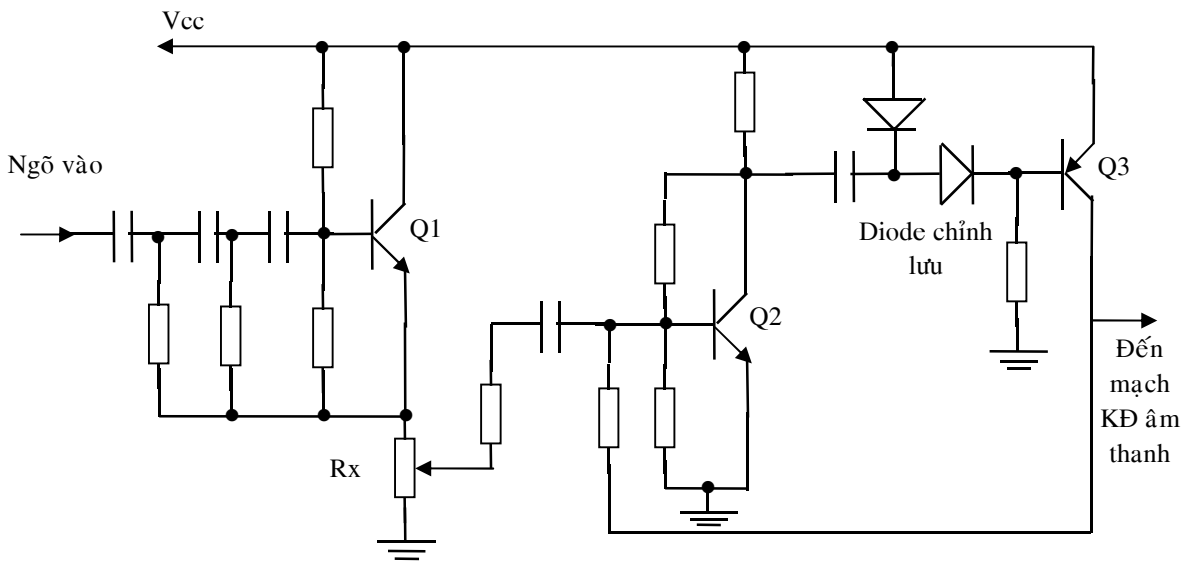 Vcc
Ngõ vào
Q1
Q3
Diode chỉnh
lưu
Q2
Đến
mạch
KĐ âm
thanh
Rx